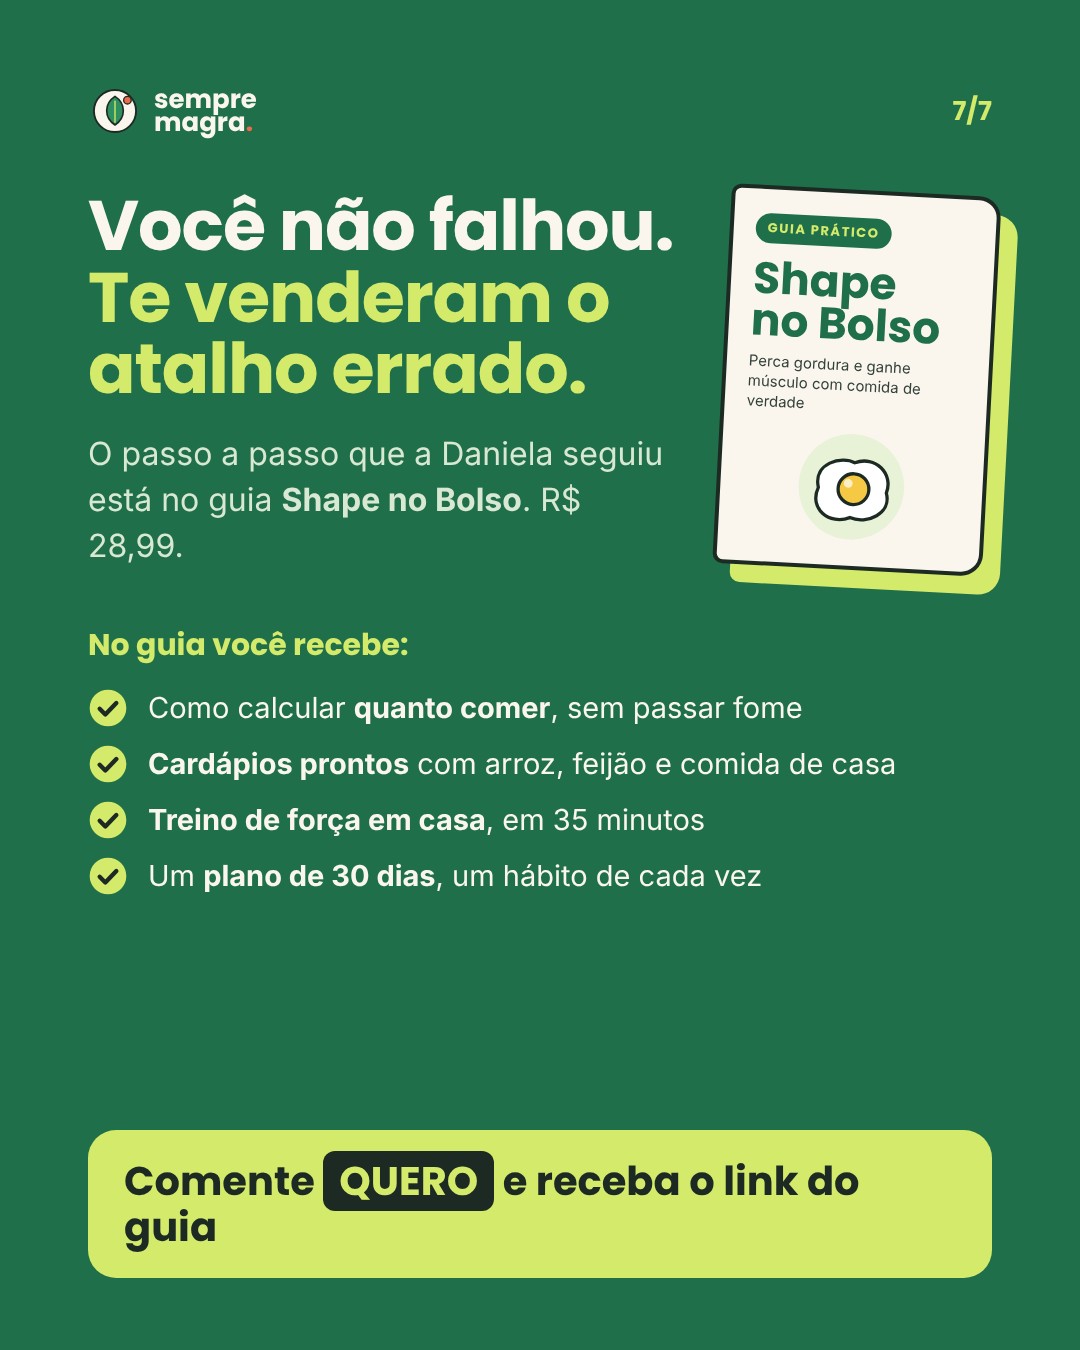 sempre
magra.
7/7
Você não falhou.
Te venderam o
atalho errado.
O passo a passo que a Daniela seguiu
está no guia Shape no Bolso. R$
28,99.
GUIA PRÁTICO
Shape
no Bolso
Perca gordura e ganhe
músculo com comida de
verdade
No guia você recebe:
Como calcular quanto comer, sem passar fome
Cardápios prontos com arroz, feijão e comida de casa
Treino de força em casa, em 35 minutos
Um plano de 30 dias, um hábito de cada vez
Comente QUERO e receba o link do
guia